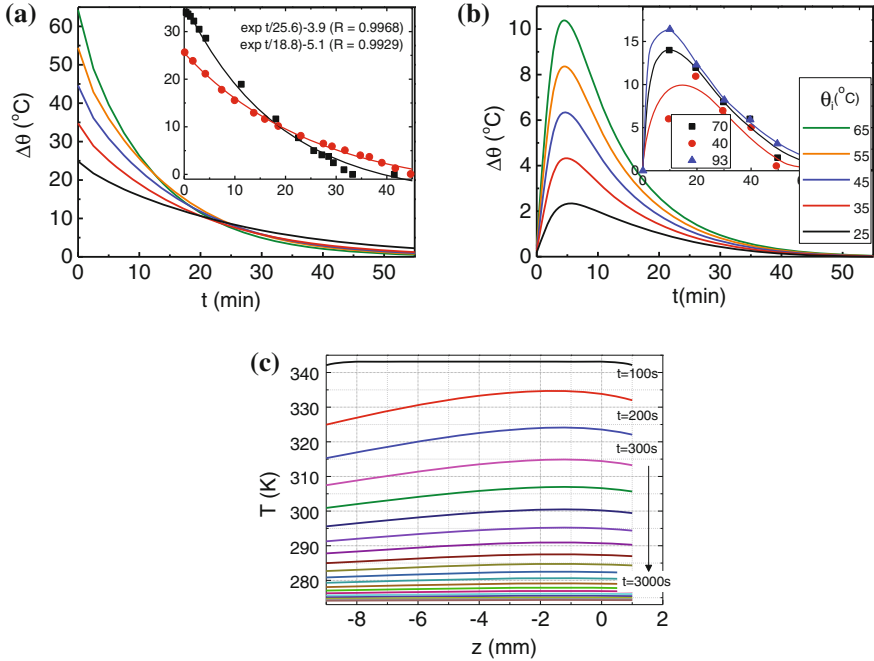 (a)
exp t/25.6)-3.9 (R = 0.9968)
exp t/18.8)-5.1 (R = 0.9929)
30
20
10
0
0 10 20 30 40
60
50
40
30
20
10
0
Δθ (°C)
0 10 20 30 40 50
t (min)
(b)
15
10
5
0
0 20 40 60
70
40
93
θi(°C)
65
55
45
35
25
10
8
6
4
2
0
Δθ (°C)
0 10 20 30 40 50
t(min)
(c)
t=100s
t=200s
t=300s
t=3000s
340
330
320
310
300
290
280
T (K)
-8 -6 -4 -2 0 2
z (mm)